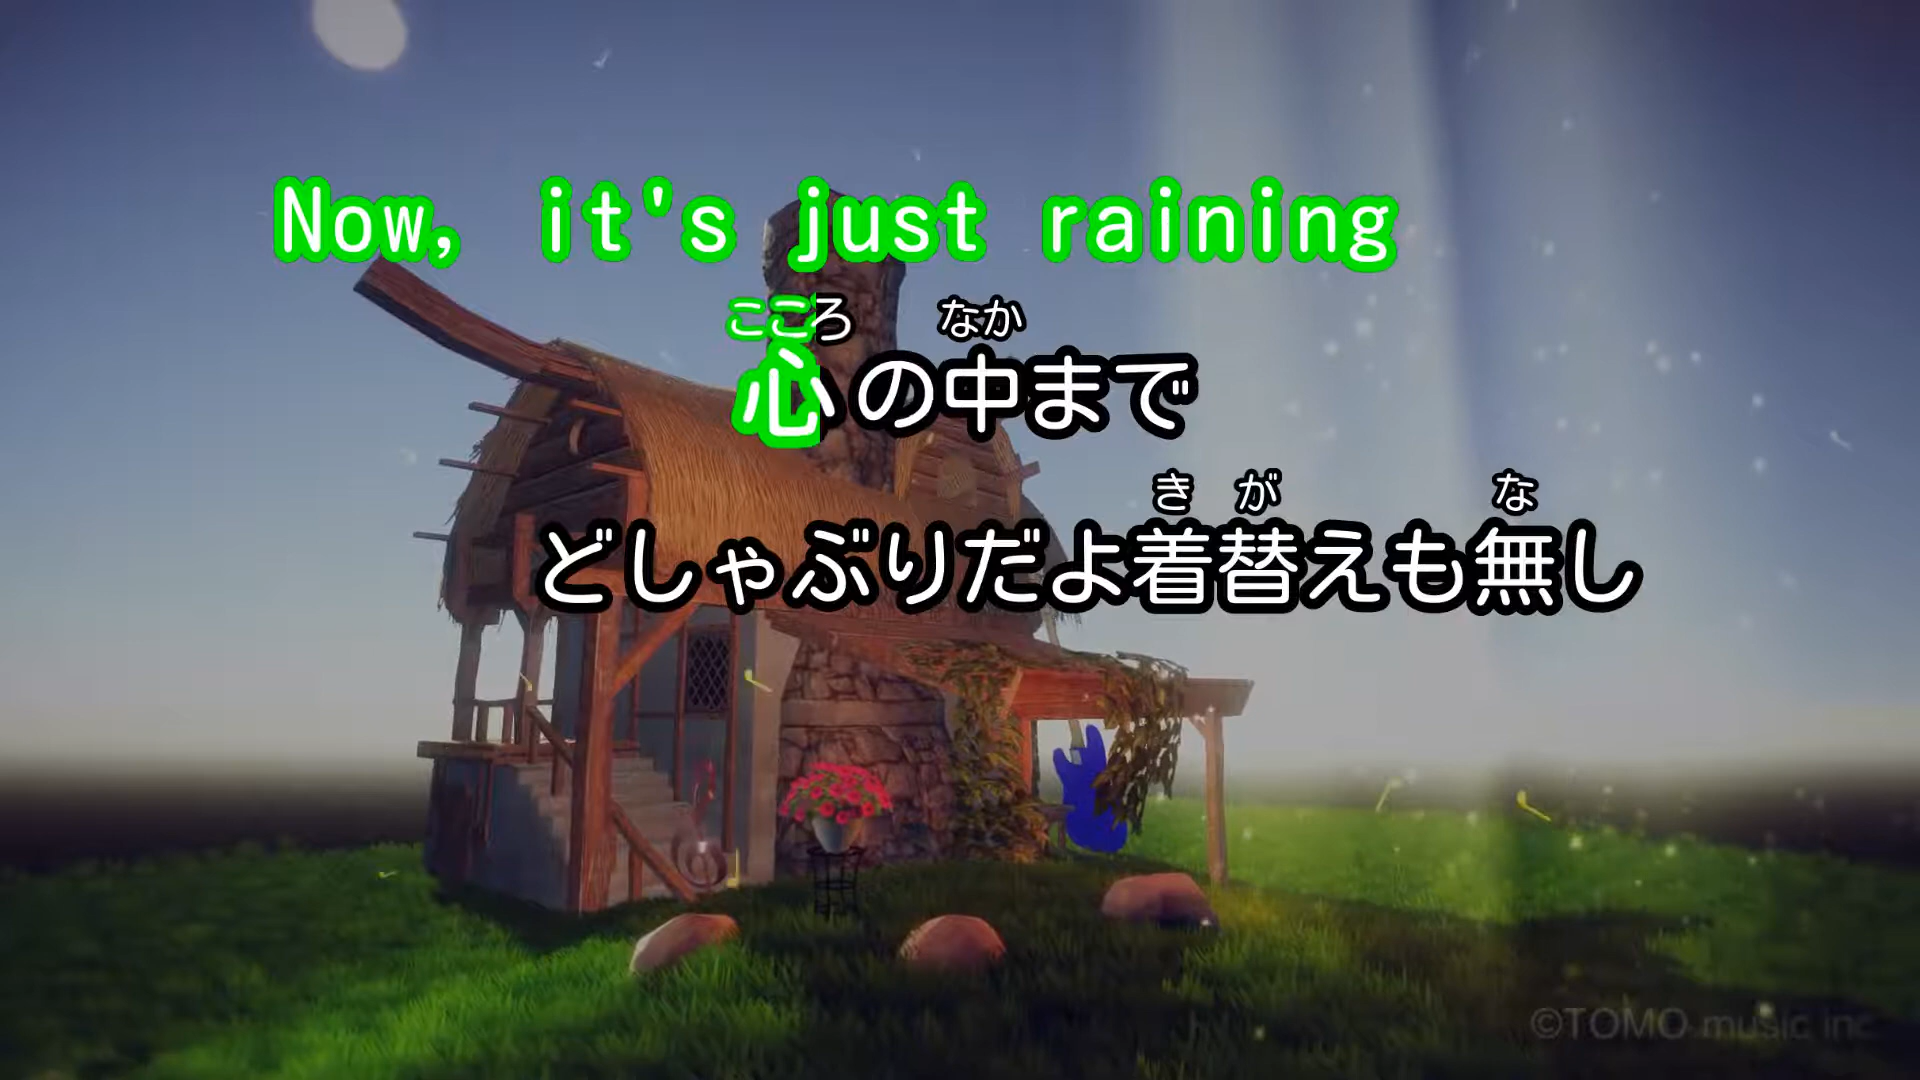 Now, it's just raining
こころ なか
心の中まで
き が な
どしゃぶりだよ着替えも無し
©TOMO music inc